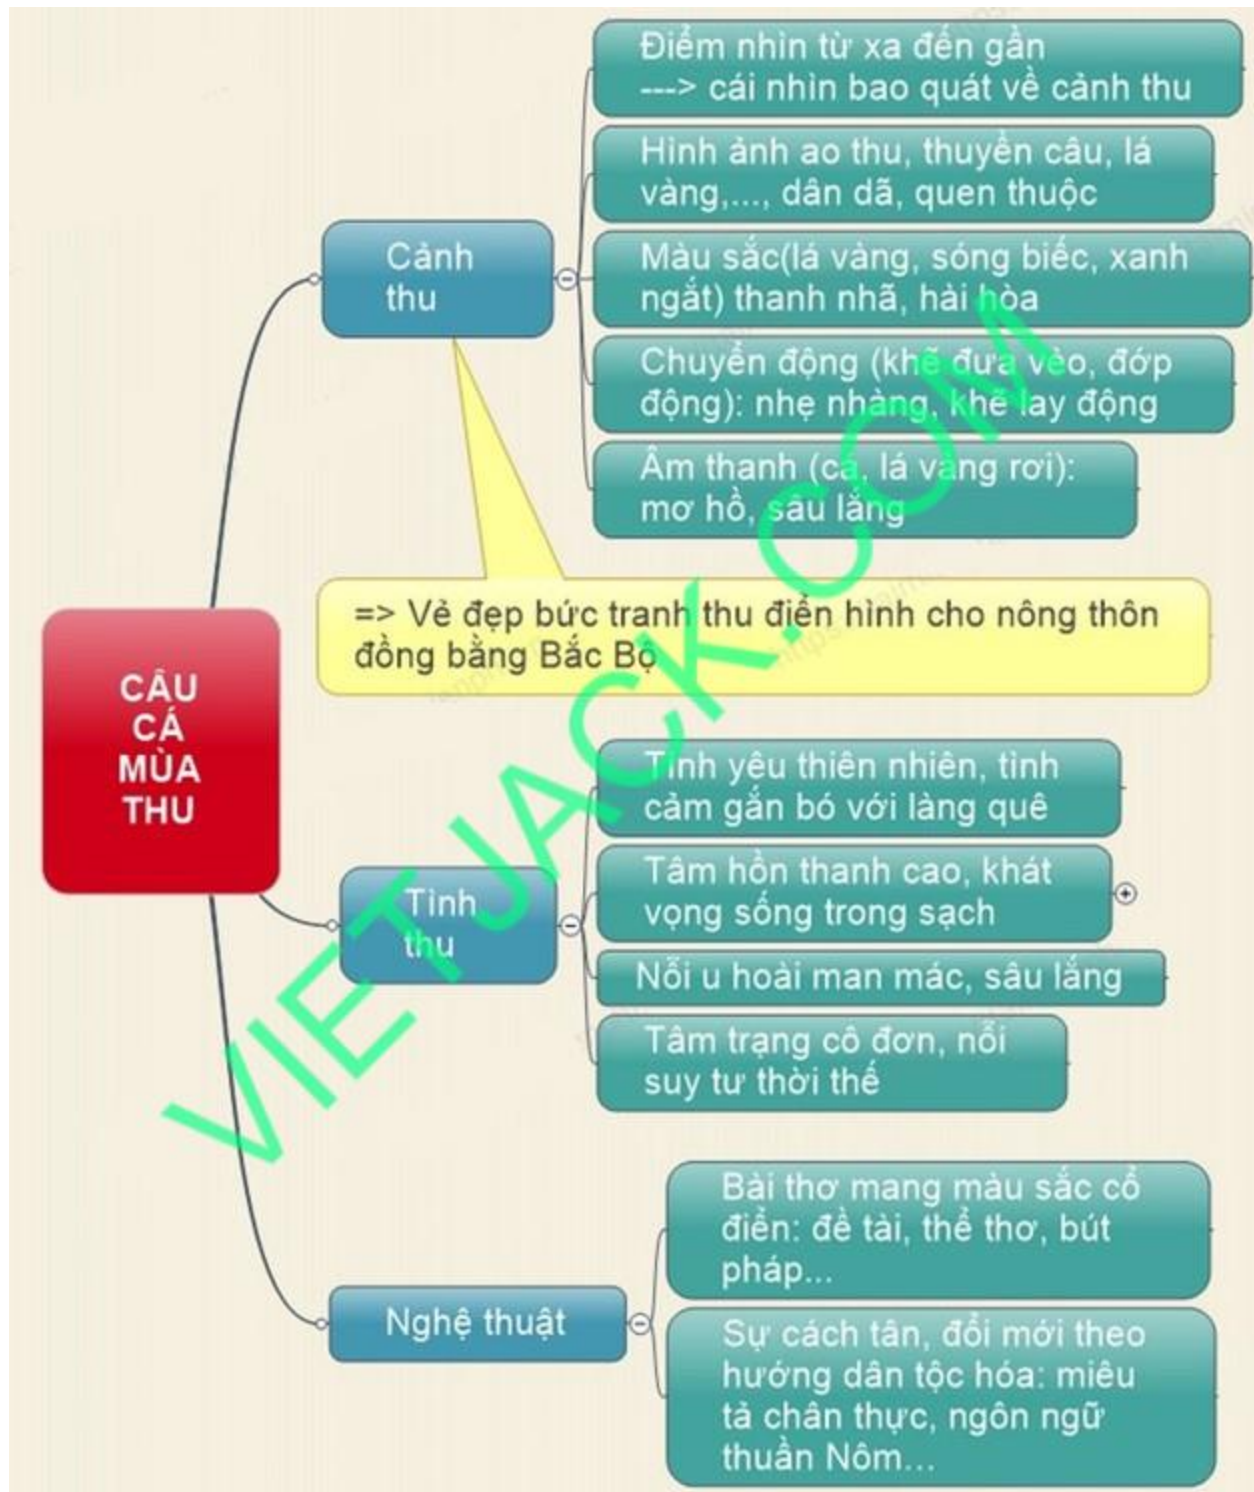 Điểm nhìn từ xa đến gần
---> cái nhìn bao quát về cảnh thu
Hình ảnh ao thu, thuyền câu, lá
vàng,..., dân dã, quen thuộc
Cảnh
thu
Màu sắc(lá vàng, sóng biếc, xanh
ngắt) thanh nhã, hài hòa
Chuyển động (khẽ đưa vèo, đớp
động): nhẹ nhàng, khẽ lay động
Âm thanh (cá, lá vàng rơi):
mơ hồ, sâu lắng
=> Vẻ đẹp bức tranh thu điển hình cho nông thôn
đồng bằng Bắc Bộ
CÂU
CÁ
MÙA
THU
Tình yêu thiên nhiên, tình
cảm gắn bó với làng quê
Tâm hồn thanh cao, khát
vọng sống trong sạch
Tình
thu
Nỗi u hoài man mác, sâu lắng
Tâm trạng cô đơn, nỗi
suy tư thời thế
Bài thơ mang màu sắc cổ
điển: đề tài, thể thơ, bút
pháp...
Nghệ thuật
Sự cách tân, đổi mới theo
hướng dân tộc hóa: miêu
tả chân thực, ngôn ngữ
thuần Nôm...
VIETJACK.COM